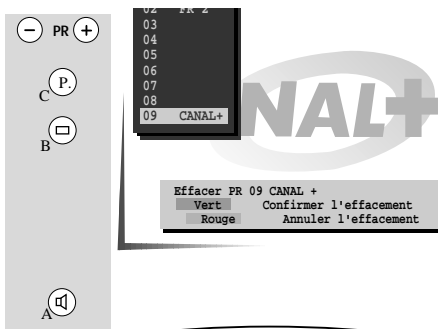 02 FR 2
03
04
05
06
07
08
09 CANAL+
− PR +
P.
C
B
NAL+
Effacer PR 09 CANAL +
Vert Confirmer l'effacement
Rouge Annuler l'effacement
A